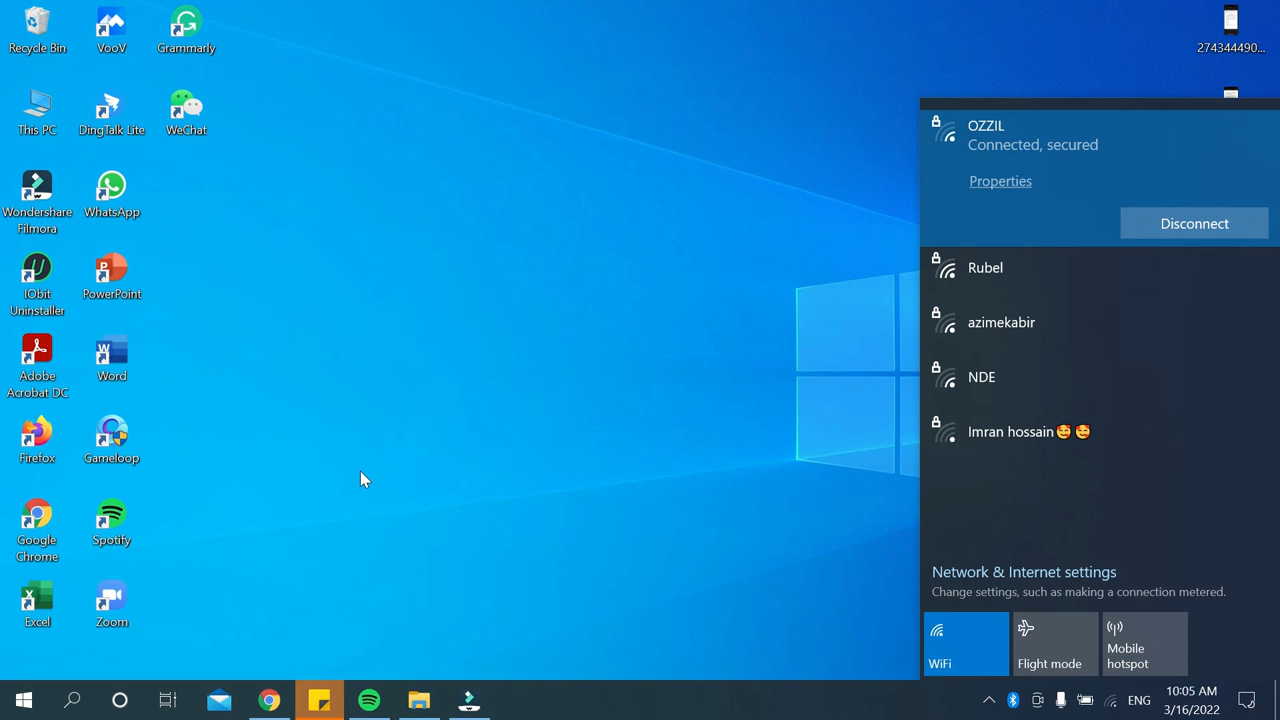 Recycle Bin
VooV
Grammarly
This PC
DingTalk Lite
WeChat
Wondershare
Filmora
WhatsApp
IObit
Uninstaller
PowerPoint
Adobe
Acrobat DC
Word
Firefox
Gameloop
Google
Chrome
Spotify
Excel
Zoom
274344490...
OZZIL
Connected, secured
Properties
Disconnect
Rubel
azimekabir
NDE
Imran hossain🥰🥰
Network & Internet settings
Change settings, such as making a connection metered.
WiFi
Flight mode
Mobile
hotspot
ENG
10:05 AM
3/16/2022